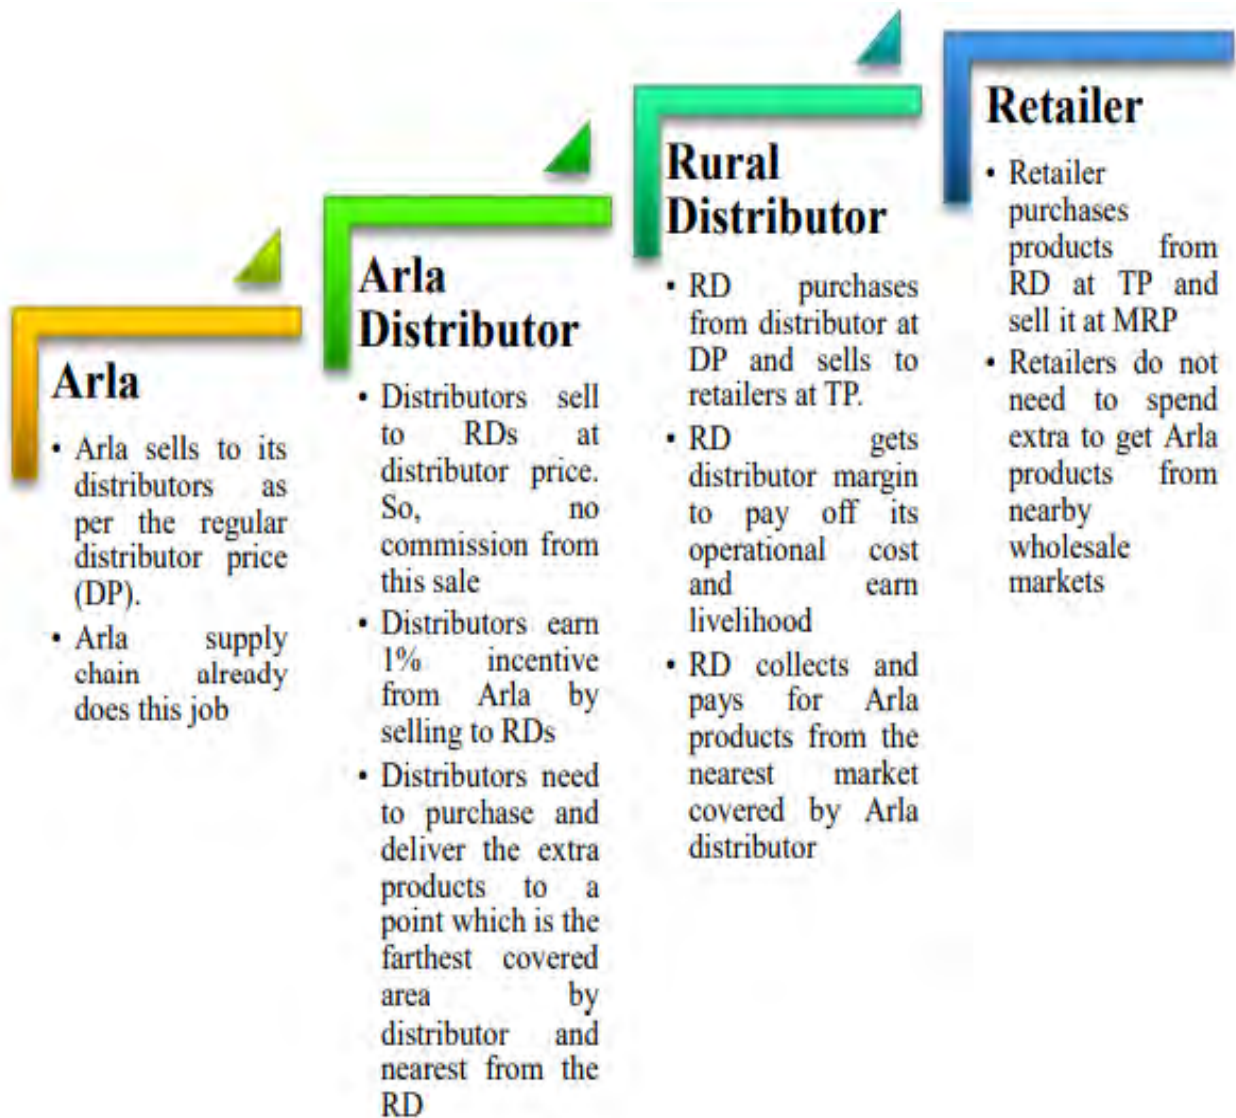 Arla
• Arla sells to its
distributors as
per the regular
distributor price
(DP).
• Arla supply
chain already
does this job
Arla
Distributor
• Distributors sell
to RDs at
distributor price.
So, no
commission from
this sale
• Distributors earn
1% incentive
from Arla by
selling to RDs
• Distributors need
to purchase and
deliver the extra
products to a
point which is the
farthest covered
area by
distributor and
nearest from the
RD
Rural
Distributor
• RD purchases
from distributor at
DP and sells to
retailers at TP.
• RD gets
distributor margin
to pay off its
operational cost
and earn
livelihood
• RD collects and
pays for Arla
products from the
nearest market
covered by Arla
distributor
Retailer
• Retailer
purchases
products from
RD at TP and
sell it at MRP
• Retailers do not
need to spend
extra to get Arla
products from
nearby
wholesale
markets